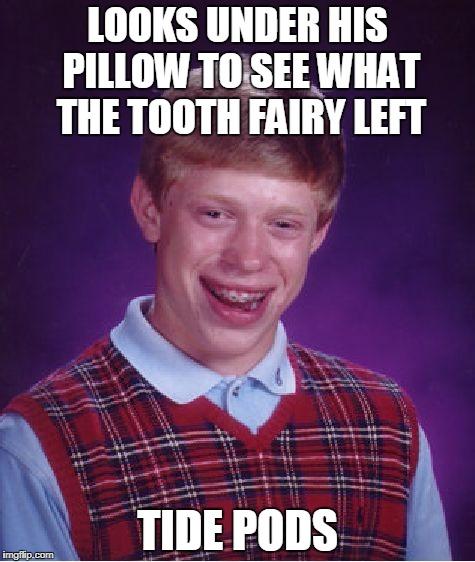 LOOKS UNDER HIS
PILLOW TO SEE WHAT
THE TOOTH FAIRY LEFT
TIDE PODS
imgflip.com